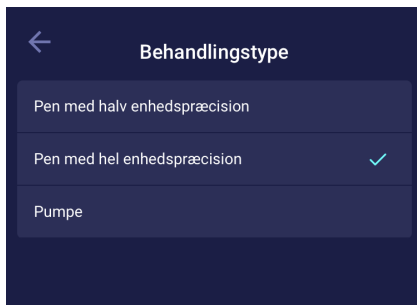 Behandlingstype
Pen med halv enhedspræcision
Pen med hel enhedspræcision
Pumpe